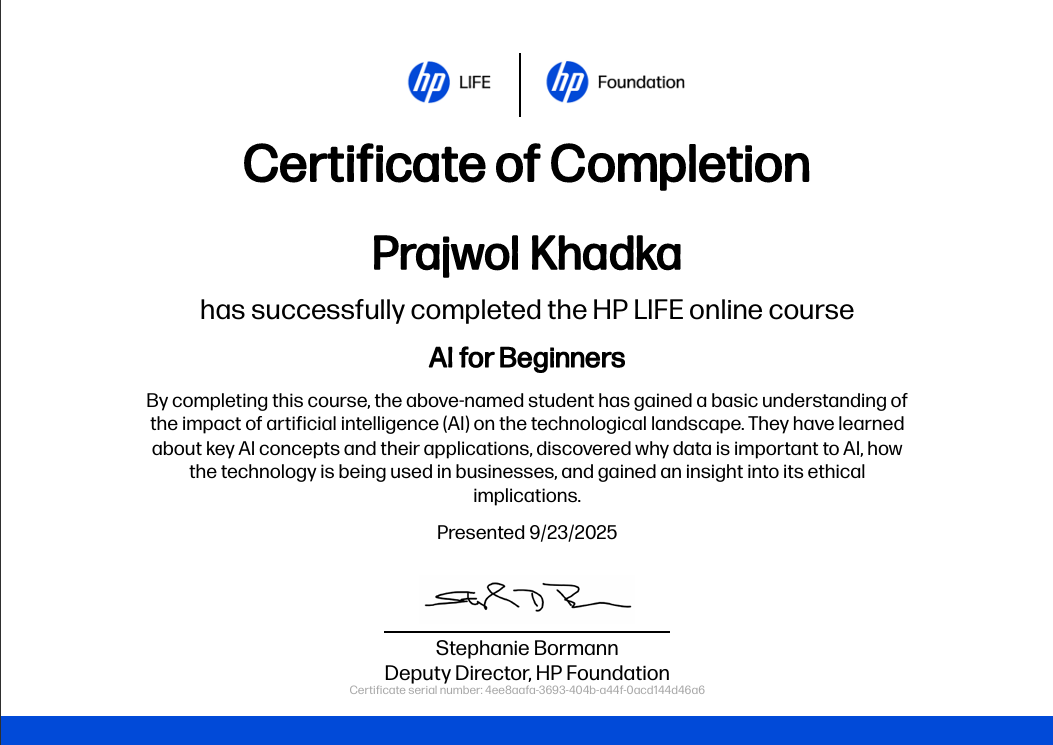 hp LIFE hp Foundation
Certificate of Completion
Prajwol Khadka
has successfully completed the HP LIFE online course
AI for Beginners
By completing this course, the above-named student has gained a basic understanding of
the impact of artificial intelligence (AI) on the technological landscape. They have learned
about key AI concepts and their applications, discovered why data is important to AI, how
the technology is being used in businesses, and gained an insight into its ethical
implications.
Presented 9/23/2025
Stephanie Bormann
Deputy Director, HP Foundation
Certificate serial number: 4ee8aafa-3693-404b-a44f-0acd144d46a6